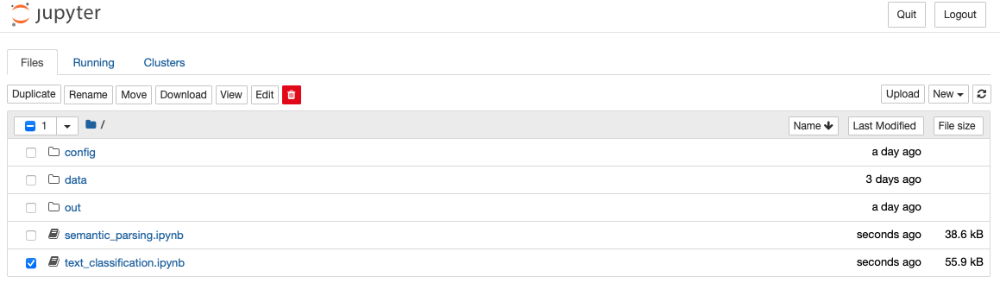 jupyter Quit Logout
Files Running Clusters
Duplicate Rename Move Download View Edit Upload New
1 / Name Last Modified File size
config a day ago
data 3 days ago
out a day ago
semantic_parsing.ipynb seconds ago 38.6 kB
text_classification.ipynb seconds ago 55.9 kB